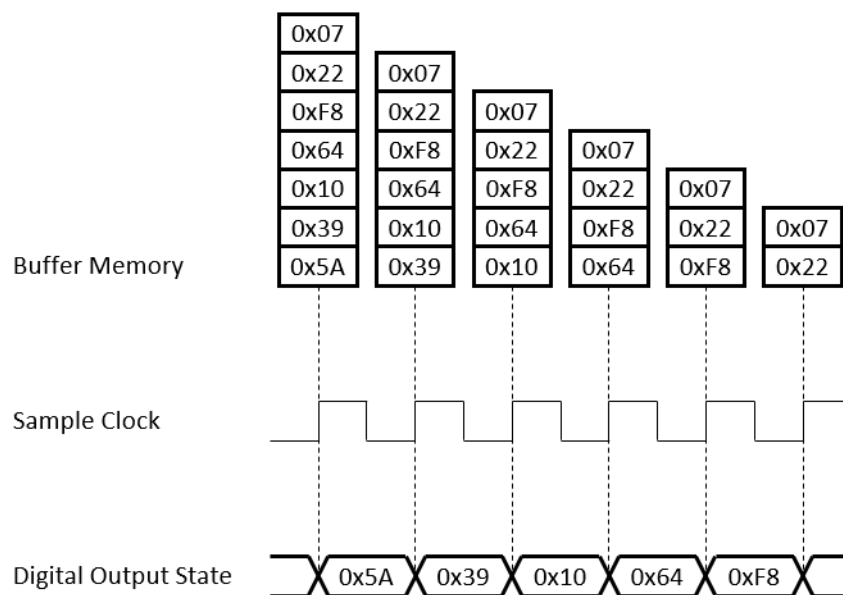 0x07
0x22 0x07
0xF8 0x22 0x07
0x64 0xF8 0x22 0x07
0x10 0x64 0xF8 0x22 0x07
0x39 0x10 0x64 0xF8 0x22 0x07
Buffer Memory 0x5A 0x39 0x10 0x64 0xF8 0x22
Sample Clock
Digital Output State 0x5A 0x39 0x10 0x64 0xF8